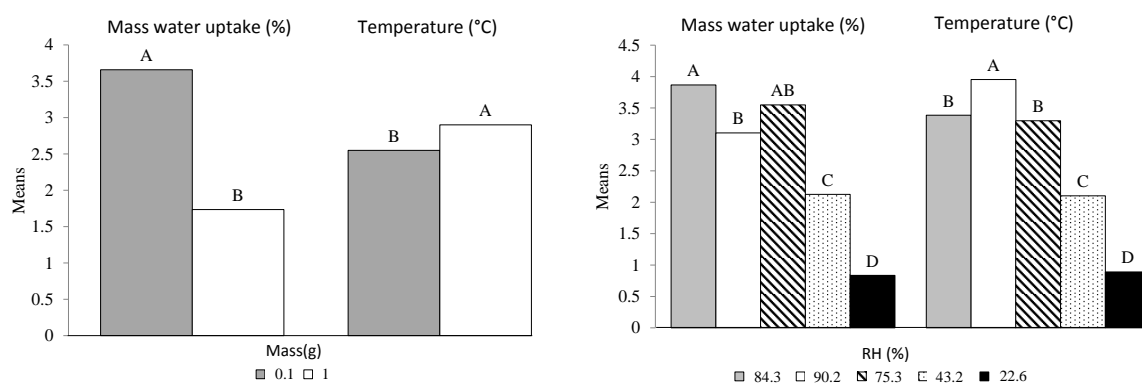 Mass water uptake (%) Temperature (°C)
4
3.5
3
2.5
2
1.5
1
0.5
0
Means
A
B
B
A
Mass(g)
0.1 1
Mass water uptake (%) Temperature (°C)
4.5
4
3.5
3
2.5
2
1.5
1
0.5
0
Means
A
B
AB
C
D
B
A
B
C
D
RH (%)
84.3 90.2 75.3 43.2 22.6